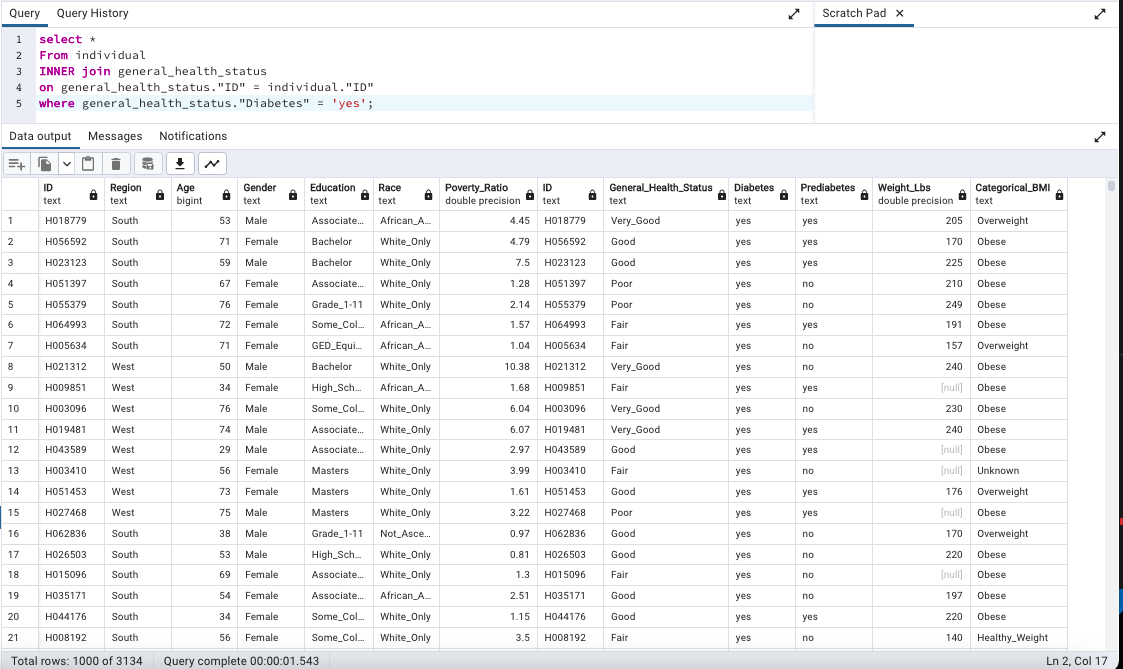 Query Query History Scratch Pad
1 select *
2 From individual
3 INNER join general_health_status
4 on general_health_status."ID" = individual."ID"
5 where general_health_status."Diabetes" = 'yes';
Data output Messages Notifications
ID Region Age Gender Education Race Poverty_Ratio ID General_Health_Status Diabetes Prediabetes Weight_Lbs Categorical_BMI
text text bigint text text text double precision text text text text double precision text
1 H018779 South 53 Male Associate... African_A... 4.45 H018779 Very_Good yes yes 205 Overweight
2 H056592 South 71 Female Bachelor White_Only 4.79 H056592 Good yes yes 170 Obese
3 H023123 South 59 Male Bachelor White_Only 7.5 H023123 Good yes yes 225 Obese
4 H051397 South 67 Female Associate... White_Only 1.28 H051397 Poor yes no 210 Obese
5 H055379 South 76 Female Grade_1-11 White_Only 2.14 H055379 Poor yes no 249 Obese
6 H064993 South 72 Female Some_Col... African_A... 1.57 H064993 Fair yes yes 191 Obese
7 H005634 South 71 Female GED_Equi... African_A... 1.04 H005634 Fair yes no 157 Overweight
8 H021312 West 50 Male Bachelor White_Only 10.38 H021312 Very_Good yes no 240 Obese
9 H009851 West 34 Female High_Sch... African_A... 1.68 H009851 Fair yes yes [null] Obese
10 H003096 West 76 Male Some_Col... White_Only 6.04 H003096 Very_Good yes no 230 Obese
11 H019481 West 74 Male Associate... White_Only 6.07 H019481 Very_Good yes no 240 Obese
12 H043589 West 29 Male Associate... White_Only 2.97 H043589 Good yes yes [null] Obese
13 H003410 West 56 Female Masters White_Only 3.99 H003410 Fair yes no [null] Unknown
14 H051453 West 73 Female Masters White_Only 1.61 H051453 Good yes yes 176 Overweight
15 H027468 West 75 Male Masters White_Only 3.22 H027468 Poor yes yes [null] Obese
16 H062836 South 38 Male Grade_1-11 Not_Asce... 0.97 H062836 Good yes no 170 Overweight
17 H026503 South 53 Male High_Sch... White_Only 0.81 H026503 Good yes no 220 Obese
18 H015096 South 69 Female Associate... White_Only 1.3 H015096 Fair yes no [null] Obese
19 H035171 South 54 Female Associate... African_A... 2.51 H035171 Good yes no 197 Obese
20 H044176 South 34 Female Some_Col... White_Only 1.15 H044176 Good yes yes 220 Obese
21 H008192 South 56 Female Some_Col... White_Only 3.5 H008192 Fair yes no 140 Healthy_Weight
Total rows: 1000 of 3134 Query complete 00:00:01.543 Ln 2, Col 17